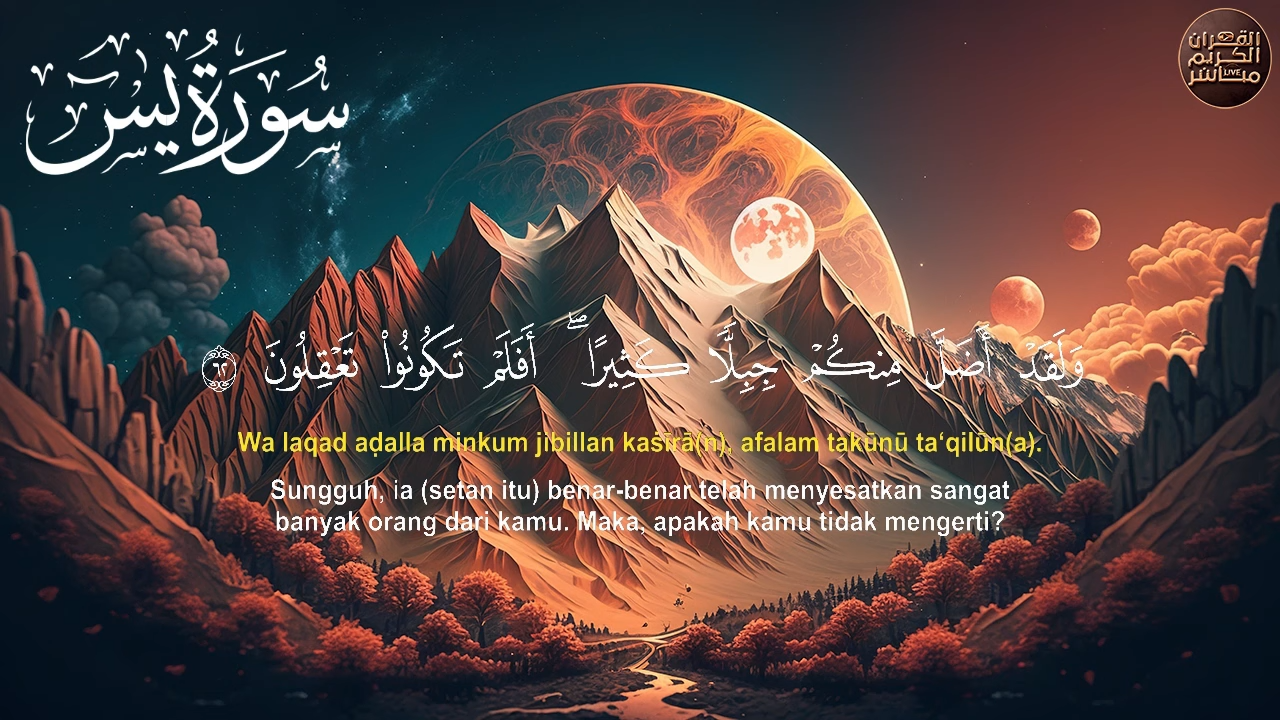 سُورَةُ يسٓ
القرآن
الكريم
LIVE
مباشر
وَلَقَدْ أَضَلَّ مِنكُمْ جِبِلًّا كَثِيرًا ۖ أَفَلَمْ تَكُونُوا۟ تَعْقِلُونَ ٦٢
Wa laqad aḍalla minkum jibillan kaṡīrā(n), afalam takūnū ta‘qilūn(a).
Sungguh, ia (setan itu) benar-benar telah menyesatkan sangat
banyak orang dari kamu. Maka, apakah kamu tidak mengerti?